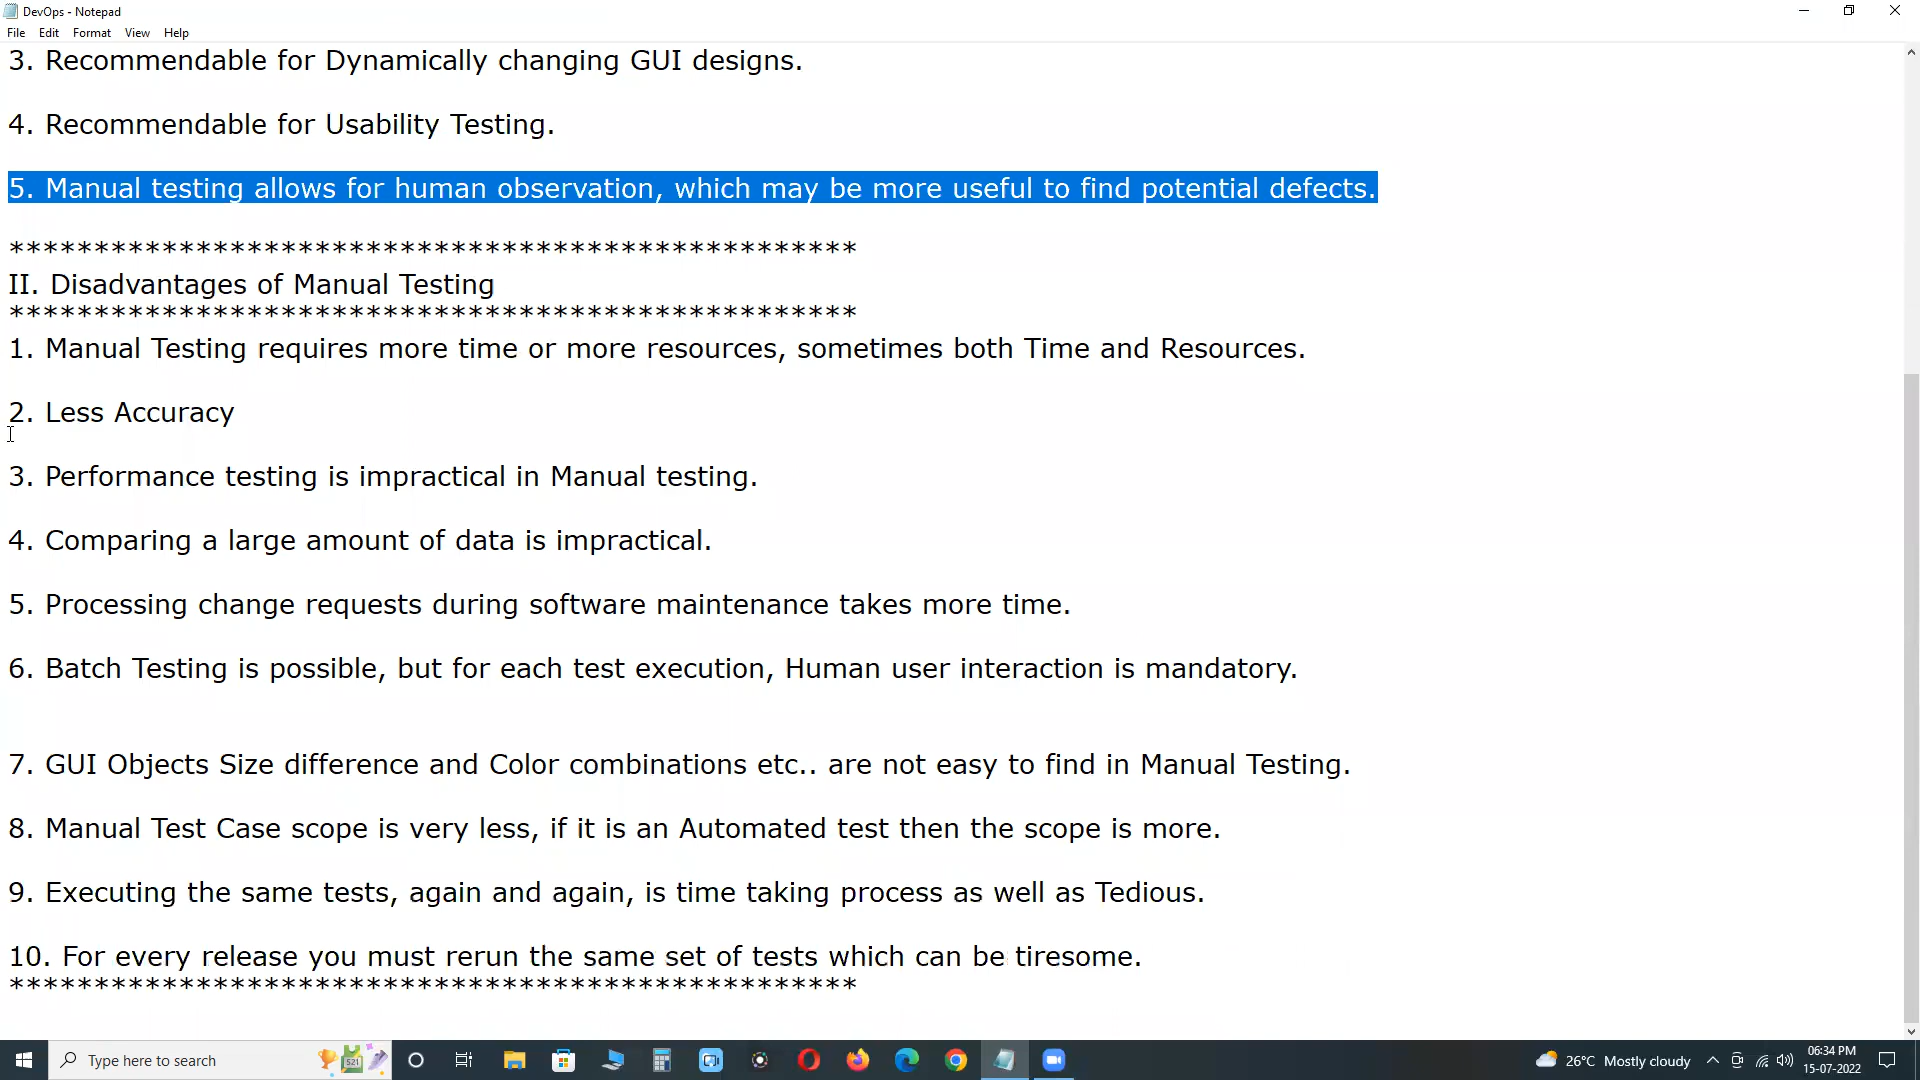 DevOps - Notepad
File Edit Format View Help
3. Recommendable for Dynamically changing GUI designs.
4. Recommendable for Usability Testing.
5. Manual testing allows for human observation, which may be more useful to find potential defects.
**************************************************
II. Disadvantages of Manual Testing
**************************************************
1. Manual Testing requires more time or more resources, sometimes both Time and Resources.
2. Less Accuracy
3. Performance testing is impractical in Manual testing.
4. Comparing a large amount of data is impractical.
5. Processing change requests during software maintenance takes more time.
6. Batch Testing is possible, but for each test execution, Human user interaction is mandatory.
7. GUI Objects Size difference and Color combinations etc.. are not easy to find in Manual Testing.
8. Manual Test Case scope is very less, if it is an Automated test then the scope is more.
9. Executing the same tests, again and again, is time taking process as well as Tedious.
10. For every release you must rerun the same set of tests which can be tiresome.
**************************************************
Type here to search
26°C Mostly cloudy
06:34 PM
15-07-2022